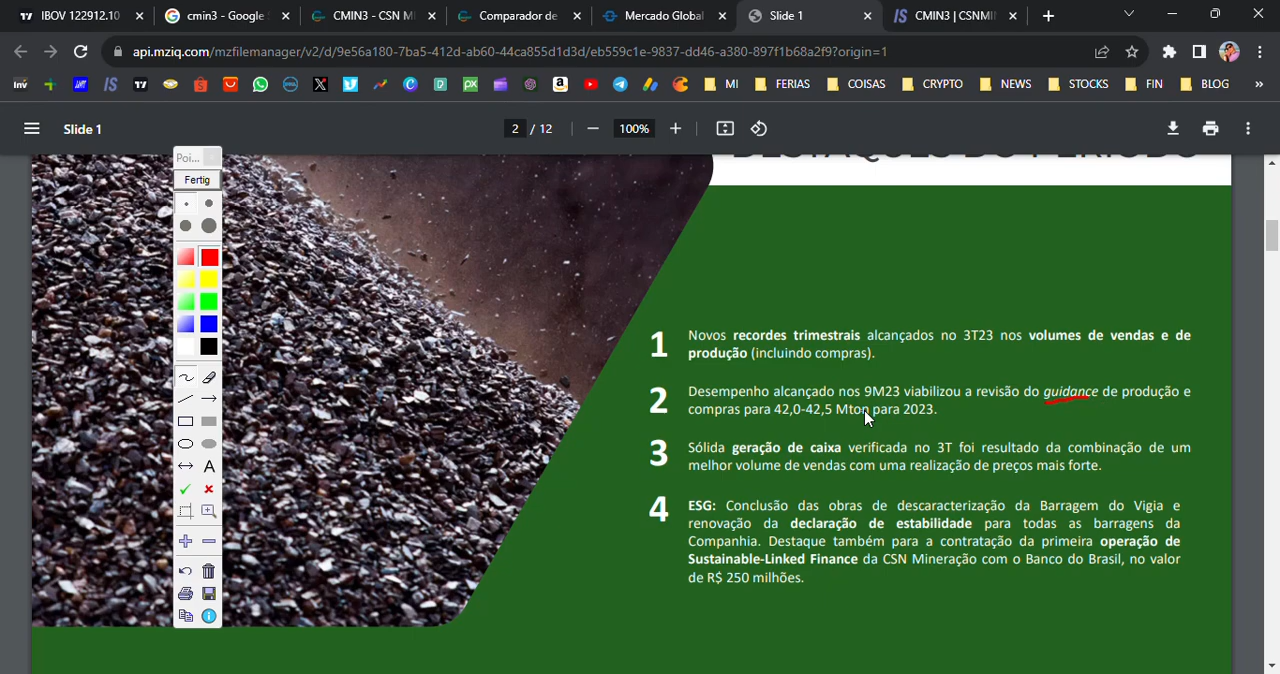 IBOV 122912.10
cmin3 - Google
CMIN3 - CSN MI
Comparador de
Mercado Global
Slide 1
CMIN3 | CSNMIN
api.mziq.com/mzfilemanager/v2/d/9e56a180-7ba5-412d-ab60-44ca855d1d3d/eb559c1e-9837-dd46-a380-897f1b68a2f9?origin=1
MI
FERIAS
COISAS
CRYPTO
NEWS
STOCKS
FIN
BLOG
Slide 1
2 / 12
100%
DESTAQUES DO PERÍODO
Poi...
Fertig
1 Novos recordes trimestrais alcançados no 3T23 nos volumes de vendas e de
produção (incluindo compras).
2 Desempenho alcançado nos 9M23 viabilizou a revisão do guidance de produção e
compras para 42,0-42,5 Mton para 2023.
3 Sólida geração de caixa verificada no 3T foi resultado da combinação de um
melhor volume de vendas com uma realização de preços mais forte.
4 ESG: Conclusão das obras de descaracterização da Barragem do Vigia e
renovação da declaração de estabilidade para todas as barragens da
Companhia. Destaque também para a contratação da primeira operação de
Sustainable-Linked Finance da CSN Mineração com o Banco do Brasil, no valor
de R$ 250 milhões.